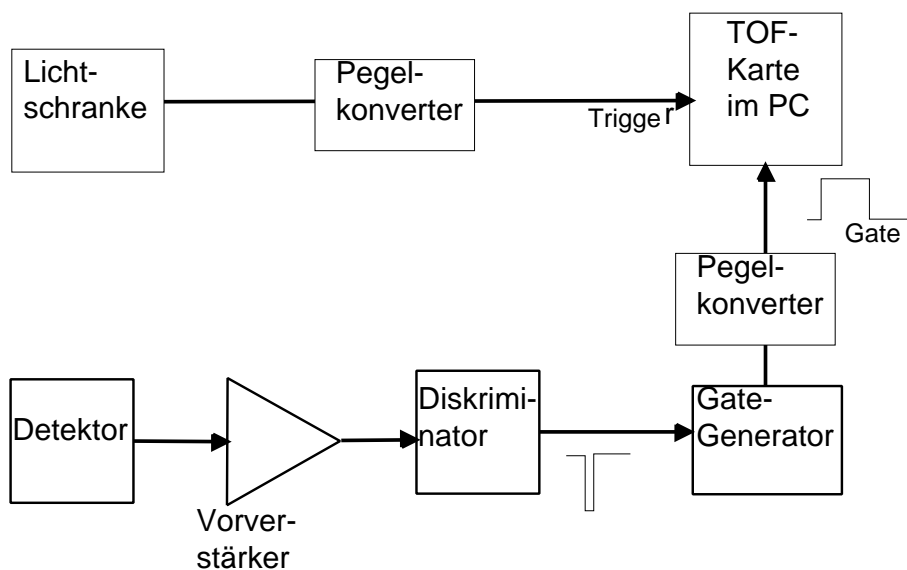 Licht-
schranke
Pegel-
konverter
Trigger
TOF-
Karte
im PC
Gate
Pegel-
konverter
Detektor
Vorver-
stärker
Diskrimi-
nator
Gate-
Generator